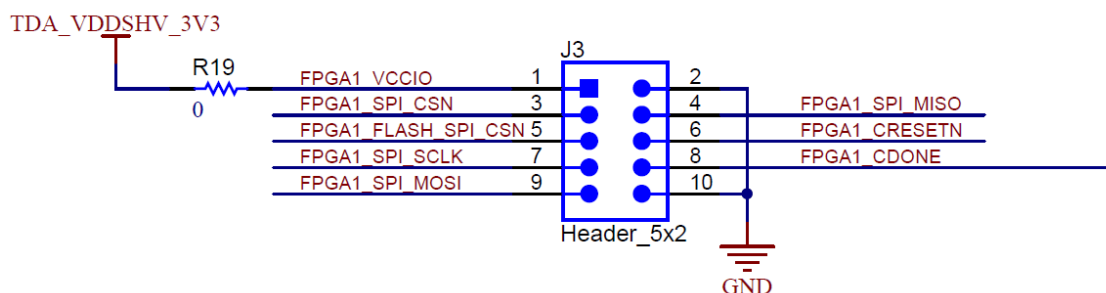 TDA_VDDSHV_3V3
J3
R19
0
FPGA1_VCCIO 1 2
FPGA1_SPI_CSN 3 4 FPGA1_SPI_MISO
FPGA1_FLASH_SPI_CSN 5 6 FPGA1_CRESETN
FPGA1_SPI_SCLK 7 8 FPGA1_CDONE
FPGA1_SPI_MOSI 9 10
Header_5x2
GND